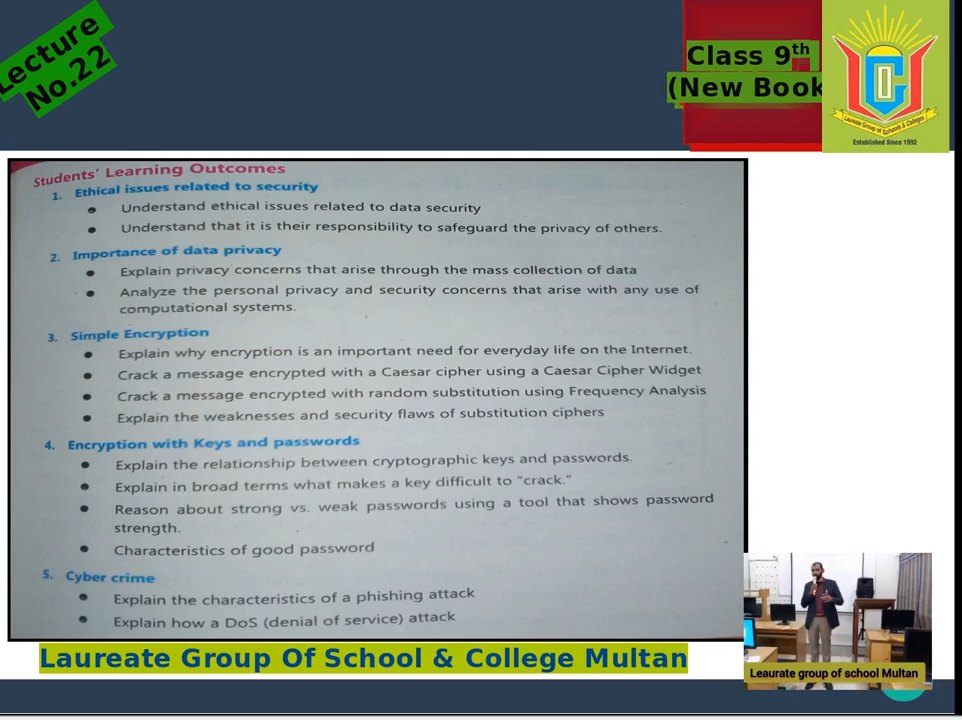 Lecture
No.22
Class 9th
(New Book
Laureate Group of Schools & Colleges
Established Since 1992
Students' Learning Outcomes
1. Ethical issues related to security
• Understand ethical issues related to data security
• Understand that it is their responsibility to safeguard the privacy of others.
2. Importance of data privacy
• Explain privacy concerns that arise through the mass collection of data
• Analyze the personal privacy and security concerns that arise with any use of
computational systems.
3. Simple Encryption
• Explain why encryption is an important need for everyday life on the Internet.
• Crack a message encrypted with a Caesar cipher using a Caesar Cipher Widget
• Crack a message encrypted with random substitution using Frequency Analysis
• Explain the weaknesses and security flaws of substitution ciphers
4. Encryption with Keys and passwords
• Explain the relationship between cryptographic keys and passwords.
• Explain in broad terms what makes a key difficult to "crack."
• Reason about strong vs. weak passwords using a tool that shows password
strength.
• Characteristics of good password
5. Cyber crime
• Explain the characteristics of a phishing attack
• Explain how a DoS (denial of service) attack
Laureate Group Of School & College Multan
Leaurate group of school Multan